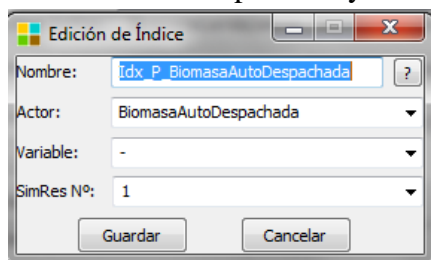 Edición de Índice
Nombre: Idx_P_BiomasaAutoDespachada ?
Actor: BiomasaAutoDespachada
Variable: -
SimRes Nº: 1
Guardar Cancelar